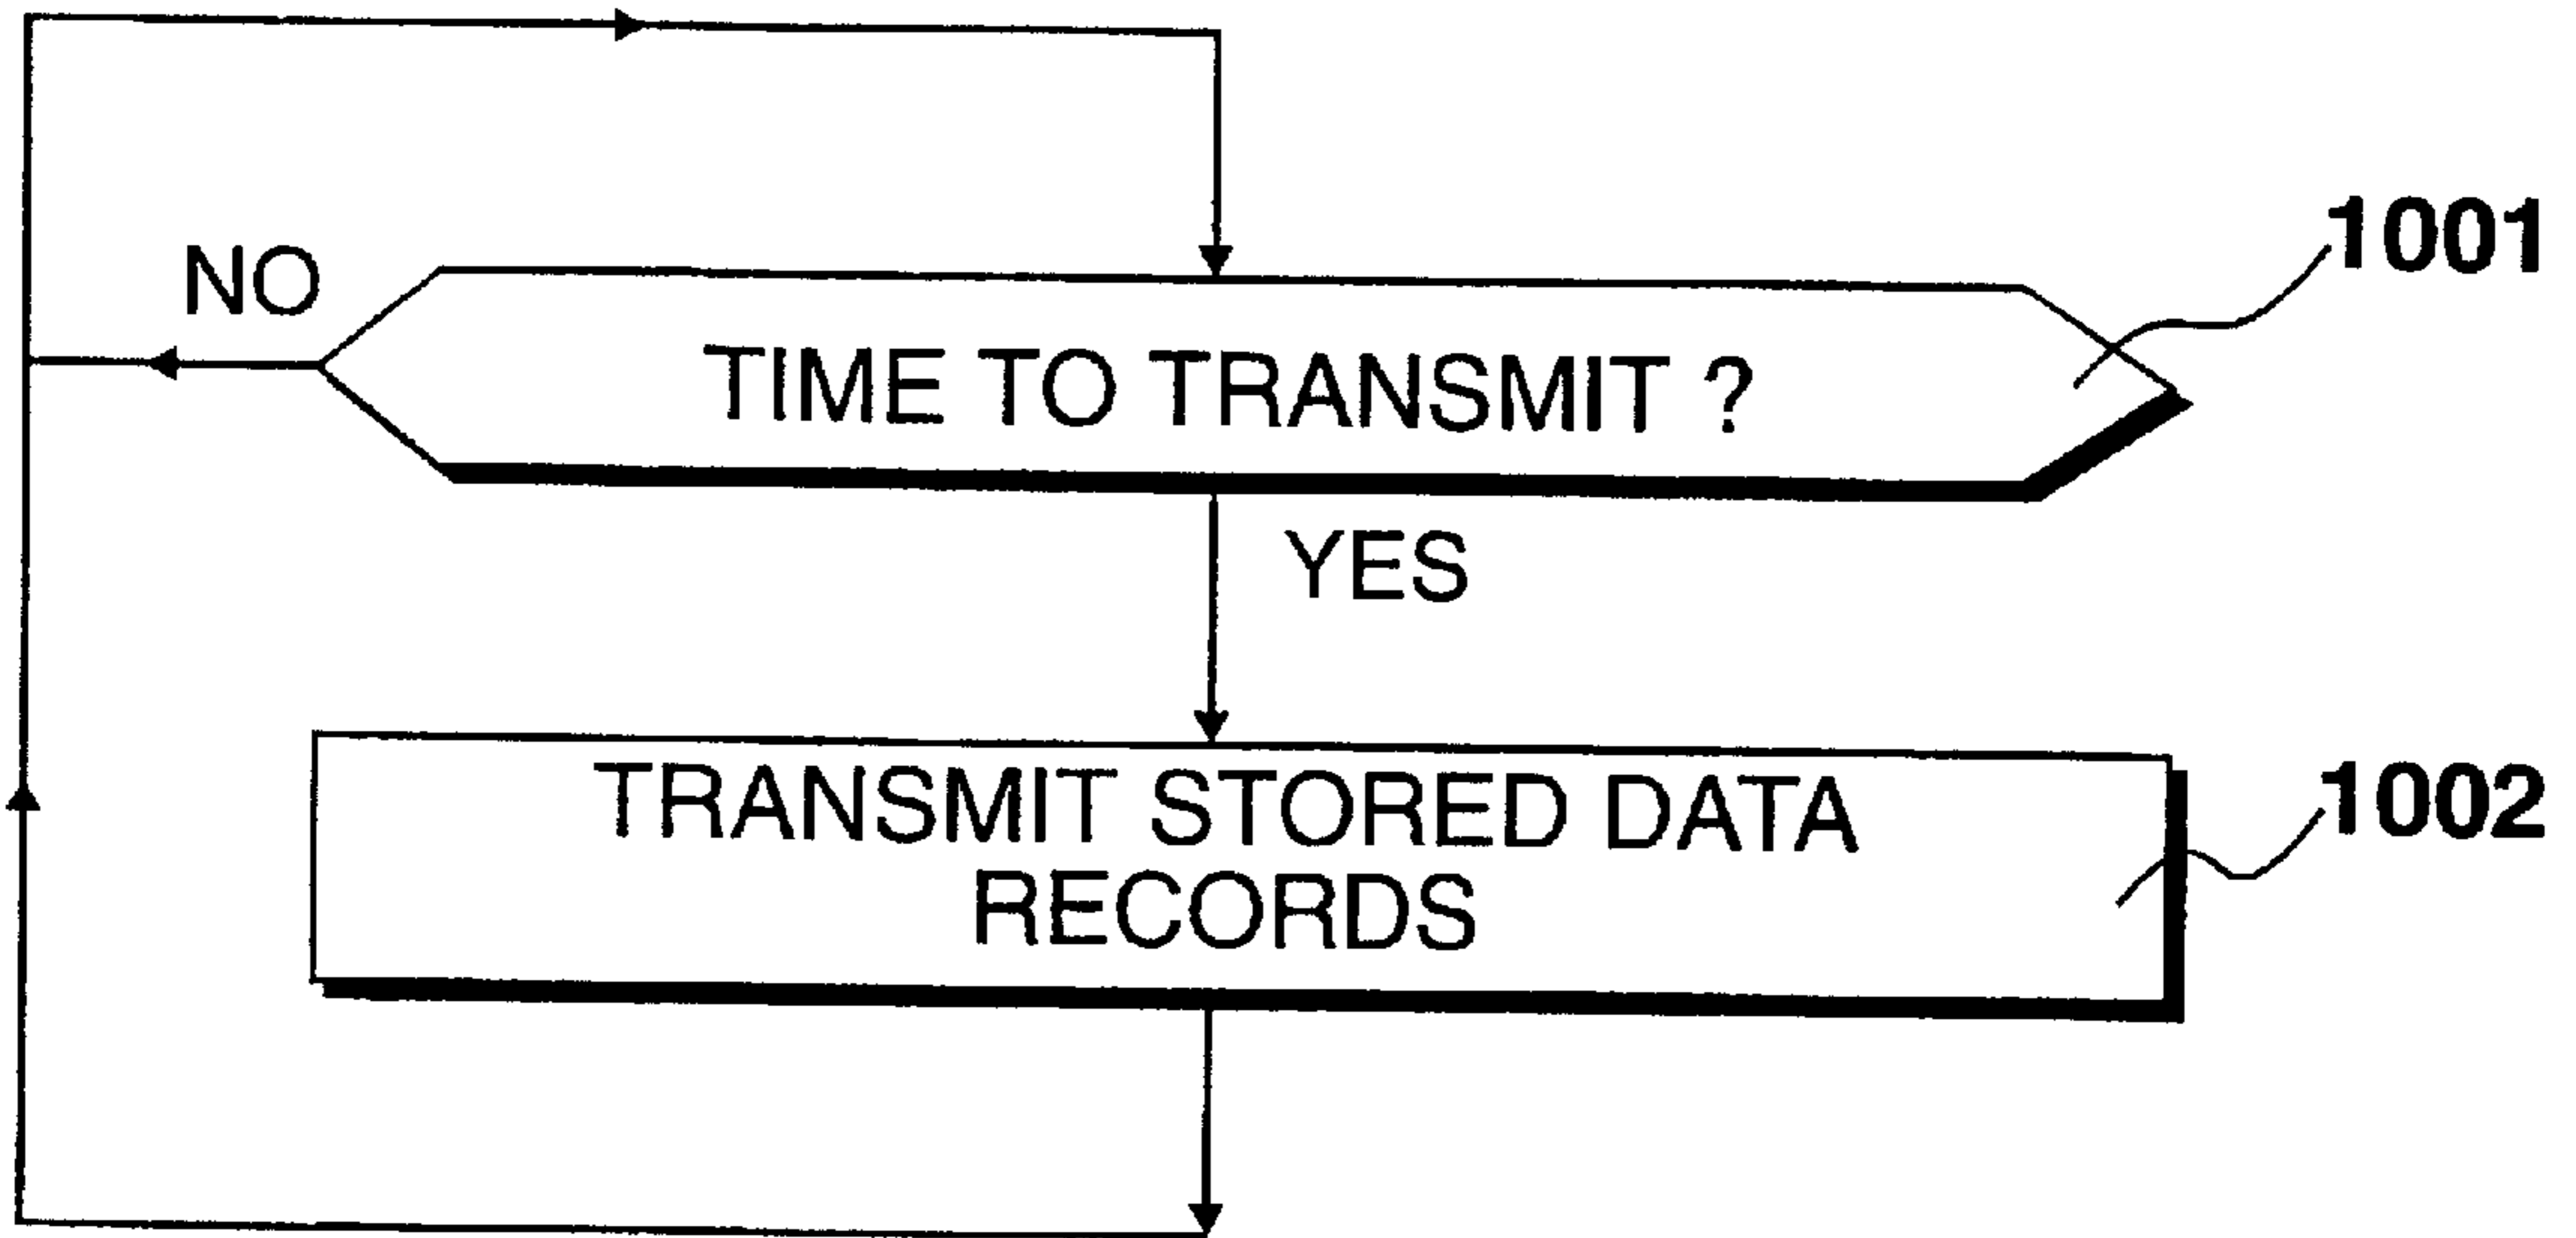 1001
NO
TIME TO TRANSMIT ?
YES
TRANSMIT STORED DATA
RECORDS
1002